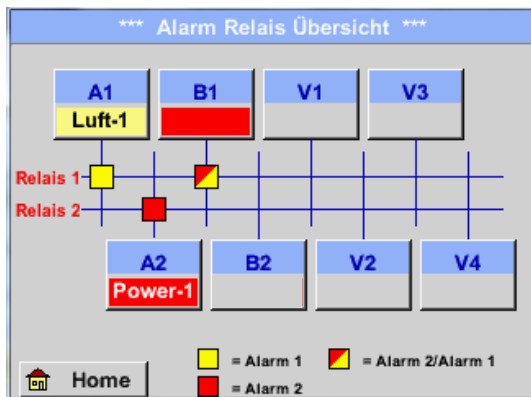 *** Alarm Relais Übersicht ***
A1 B1 V1 V3
Luft-1
Relais 1
Relais 2
A2 B2 V2 V4
Power-1
= Alarm 1 = Alarm 2/Alarm 1
Home
= Alarm 2